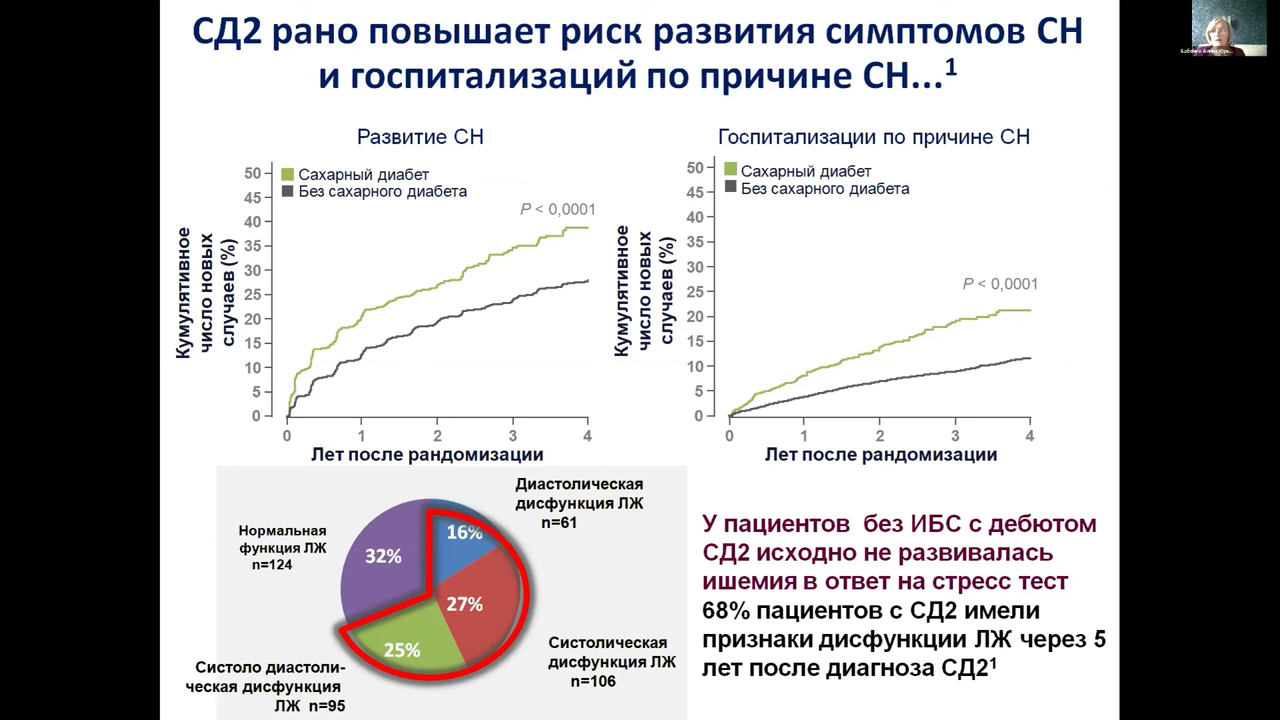 СД2 рано повышает риск развития симптомов СН
и госпитализаций по причине СН...1
Развитие СН
Сахарный диабет
Без сахарного диабета
P < 0,0001
50
45
40
35
30
25
20
15
10
5
0
Кумулятивное
число новых
случаев (%)
0 1 2 3 4
Лет после рандомизации
Госпитализации по причине СН
Сахарный диабет
Без сахарного диабета
P < 0,0001
50
45
40
35
30
25
20
15
10
5
0
Кумулятивное
число новых
случаев (%)
0 1 2 3 4
Лет после рандомизации
Диастолическая
дисфункция ЛЖ
n=61
Нормальная
функция ЛЖ
n=124
16%
32%
27%
25%
Систолическая
дисфункция ЛЖ
n=106
Систоло диастоли-
ческая дисфункция
ЛЖ n=95
У пациентов без ИБС с дебютом
СД2 исходно не развивалась
ишемия в ответ на стресс тест
68% пациентов с СД2 имели
признаки дисфункции ЛЖ через 5
лет после диагноза СД21